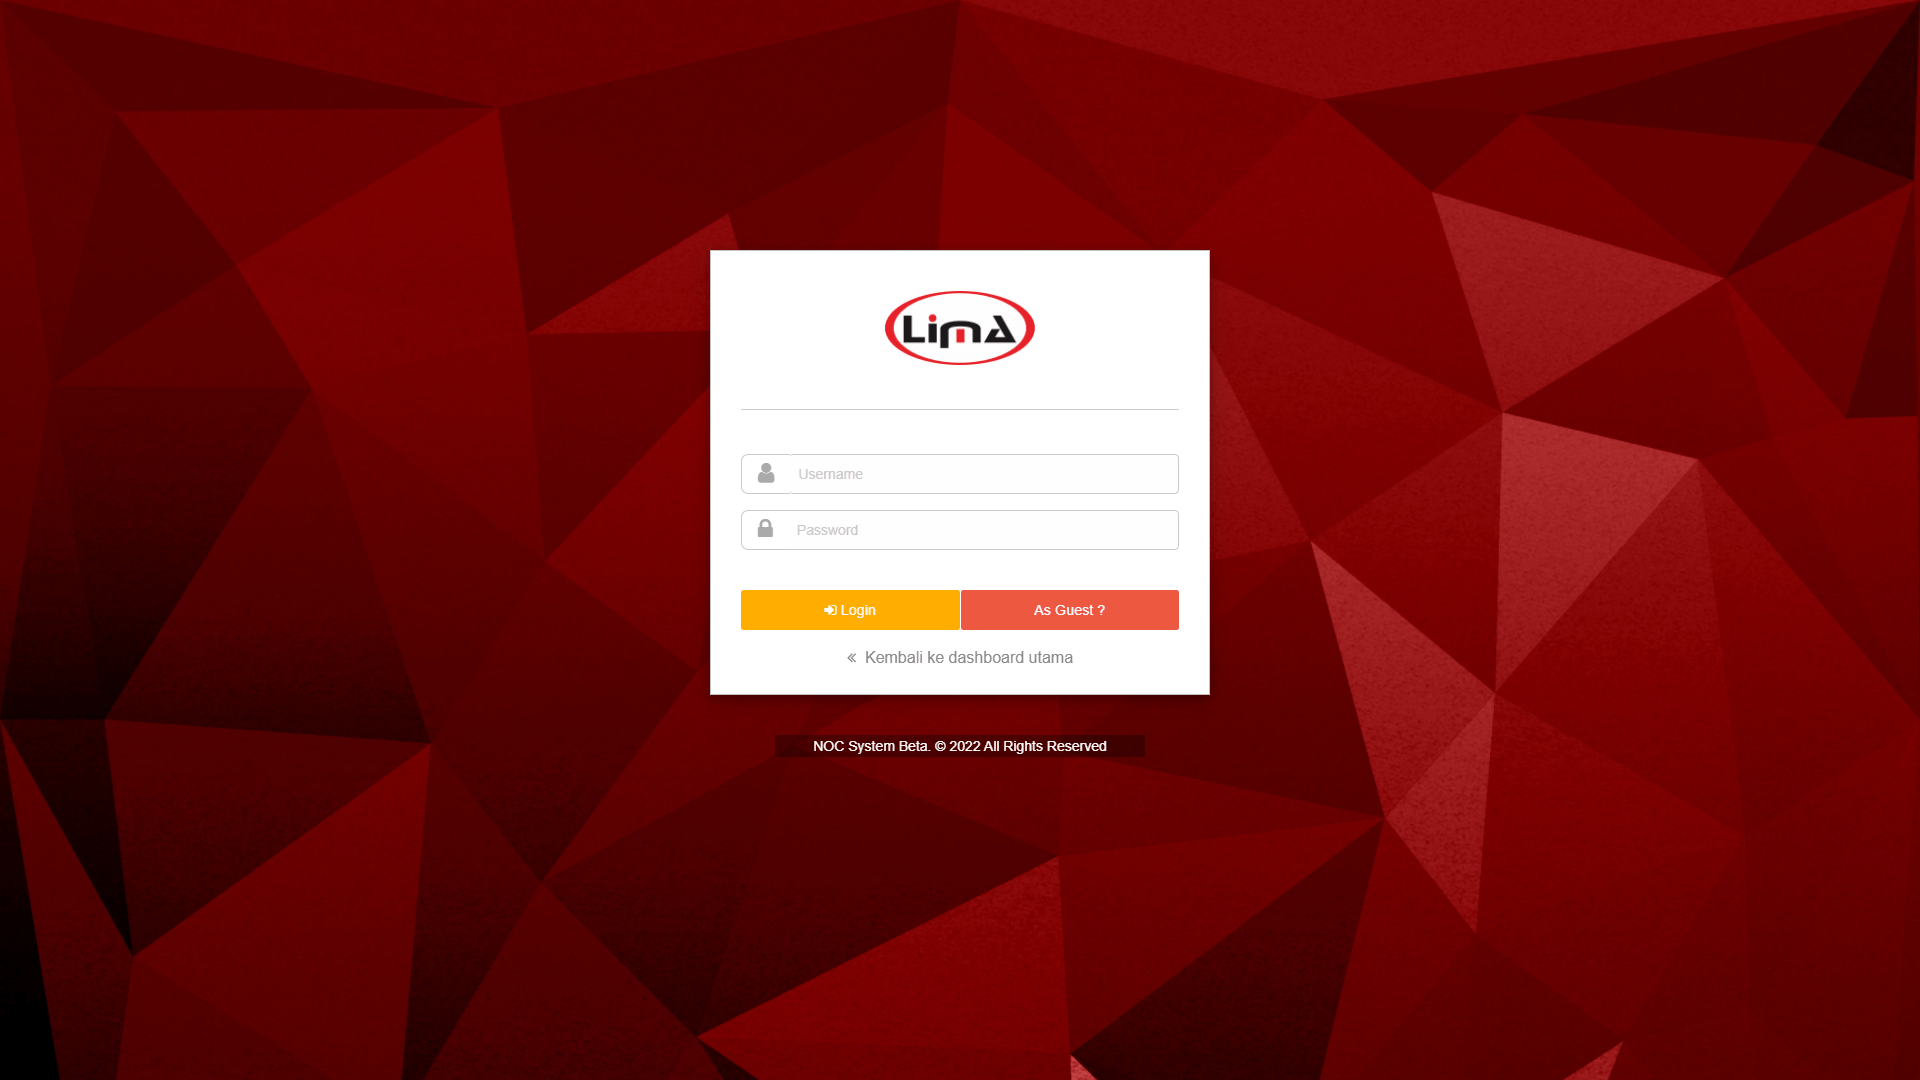 LimA
Username
Password
Login
As Guest ?
« Kembali ke dashboard utama
NOC System Beta. © 2022 All Rights Reserved